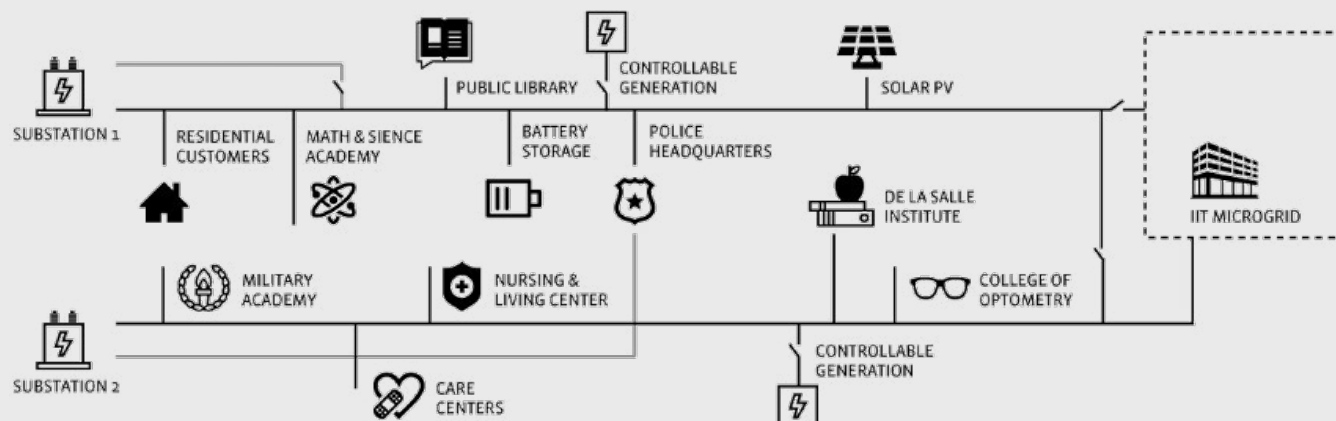 PUBLIC LIBRARY
CONTROLLABLE
GENERATION
SOLAR PV
SUBSTATION 1
RESIDENTIAL
CUSTOMERS
MATH & SIENCE
ACADEMY
BATTERY
STORAGE
POLICE
HEADQUARTERS
DE LA SALLE
INSTITUTE
IIT MICROGRID
MILITARY
ACADEMY
NURSING &
LIVING CENTER
COLLEGE OF
OPTOMETRY
SUBSTATION 2
CARE
CENTERS
CONTROLLABLE
GENERATION